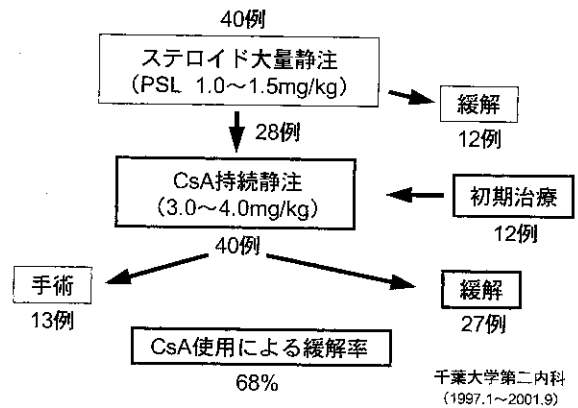 40例
ステロイド大量静注
（PSL 1.0～1.5mg/kg）
緩解
12例
28例
CsA持続静注
（3.0～4.0mg/kg）
初期治療
12例
40例
手術
13例
緩解
27例
CsA使用による緩解率
68%
千葉大学第二内科
（1997.1～2001.9）